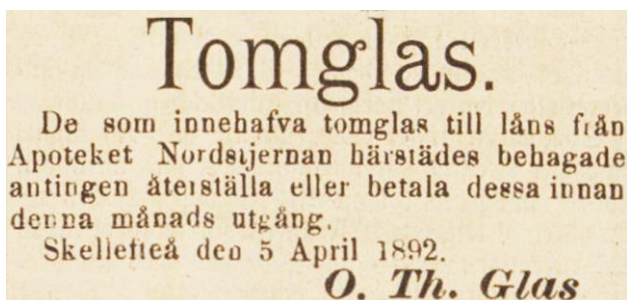 Tomglas.
De som innehafva tomglas till låns från
Apoteket Nordstjernan härstädes behagade
antingen återställa eller betala dessa innan
denna månads utgång.
Skellefteå den 5 April 1892.
O. Th. Glas